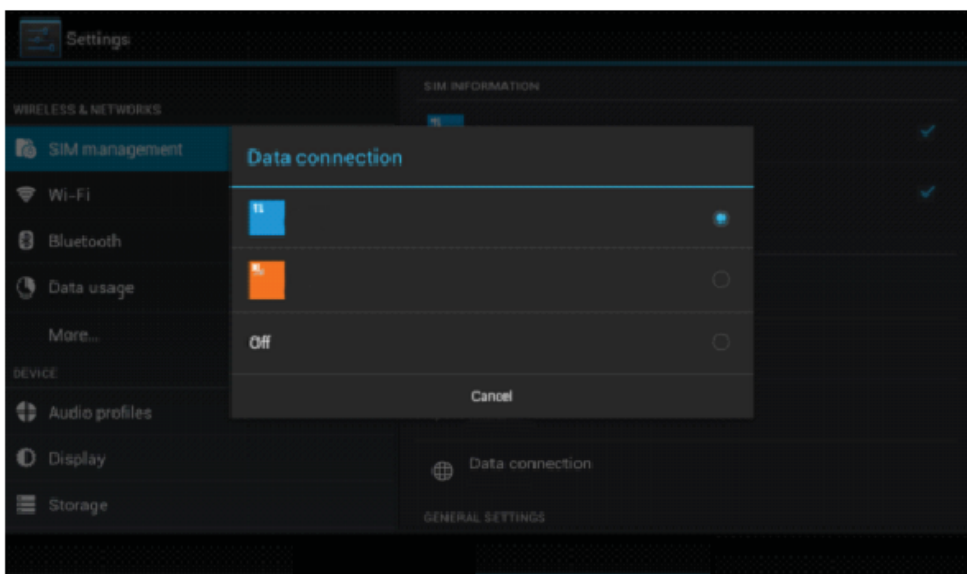 Settings
WIRELESS & NETWORKS
SIM management
Wi-Fi
Bluetooth
Data usage
More...
DEVICE
Audio profiles
Display
Storage
SIM INFORMATION
Data connection
Off
Cancel
Data connection
GENERAL SETTINGS